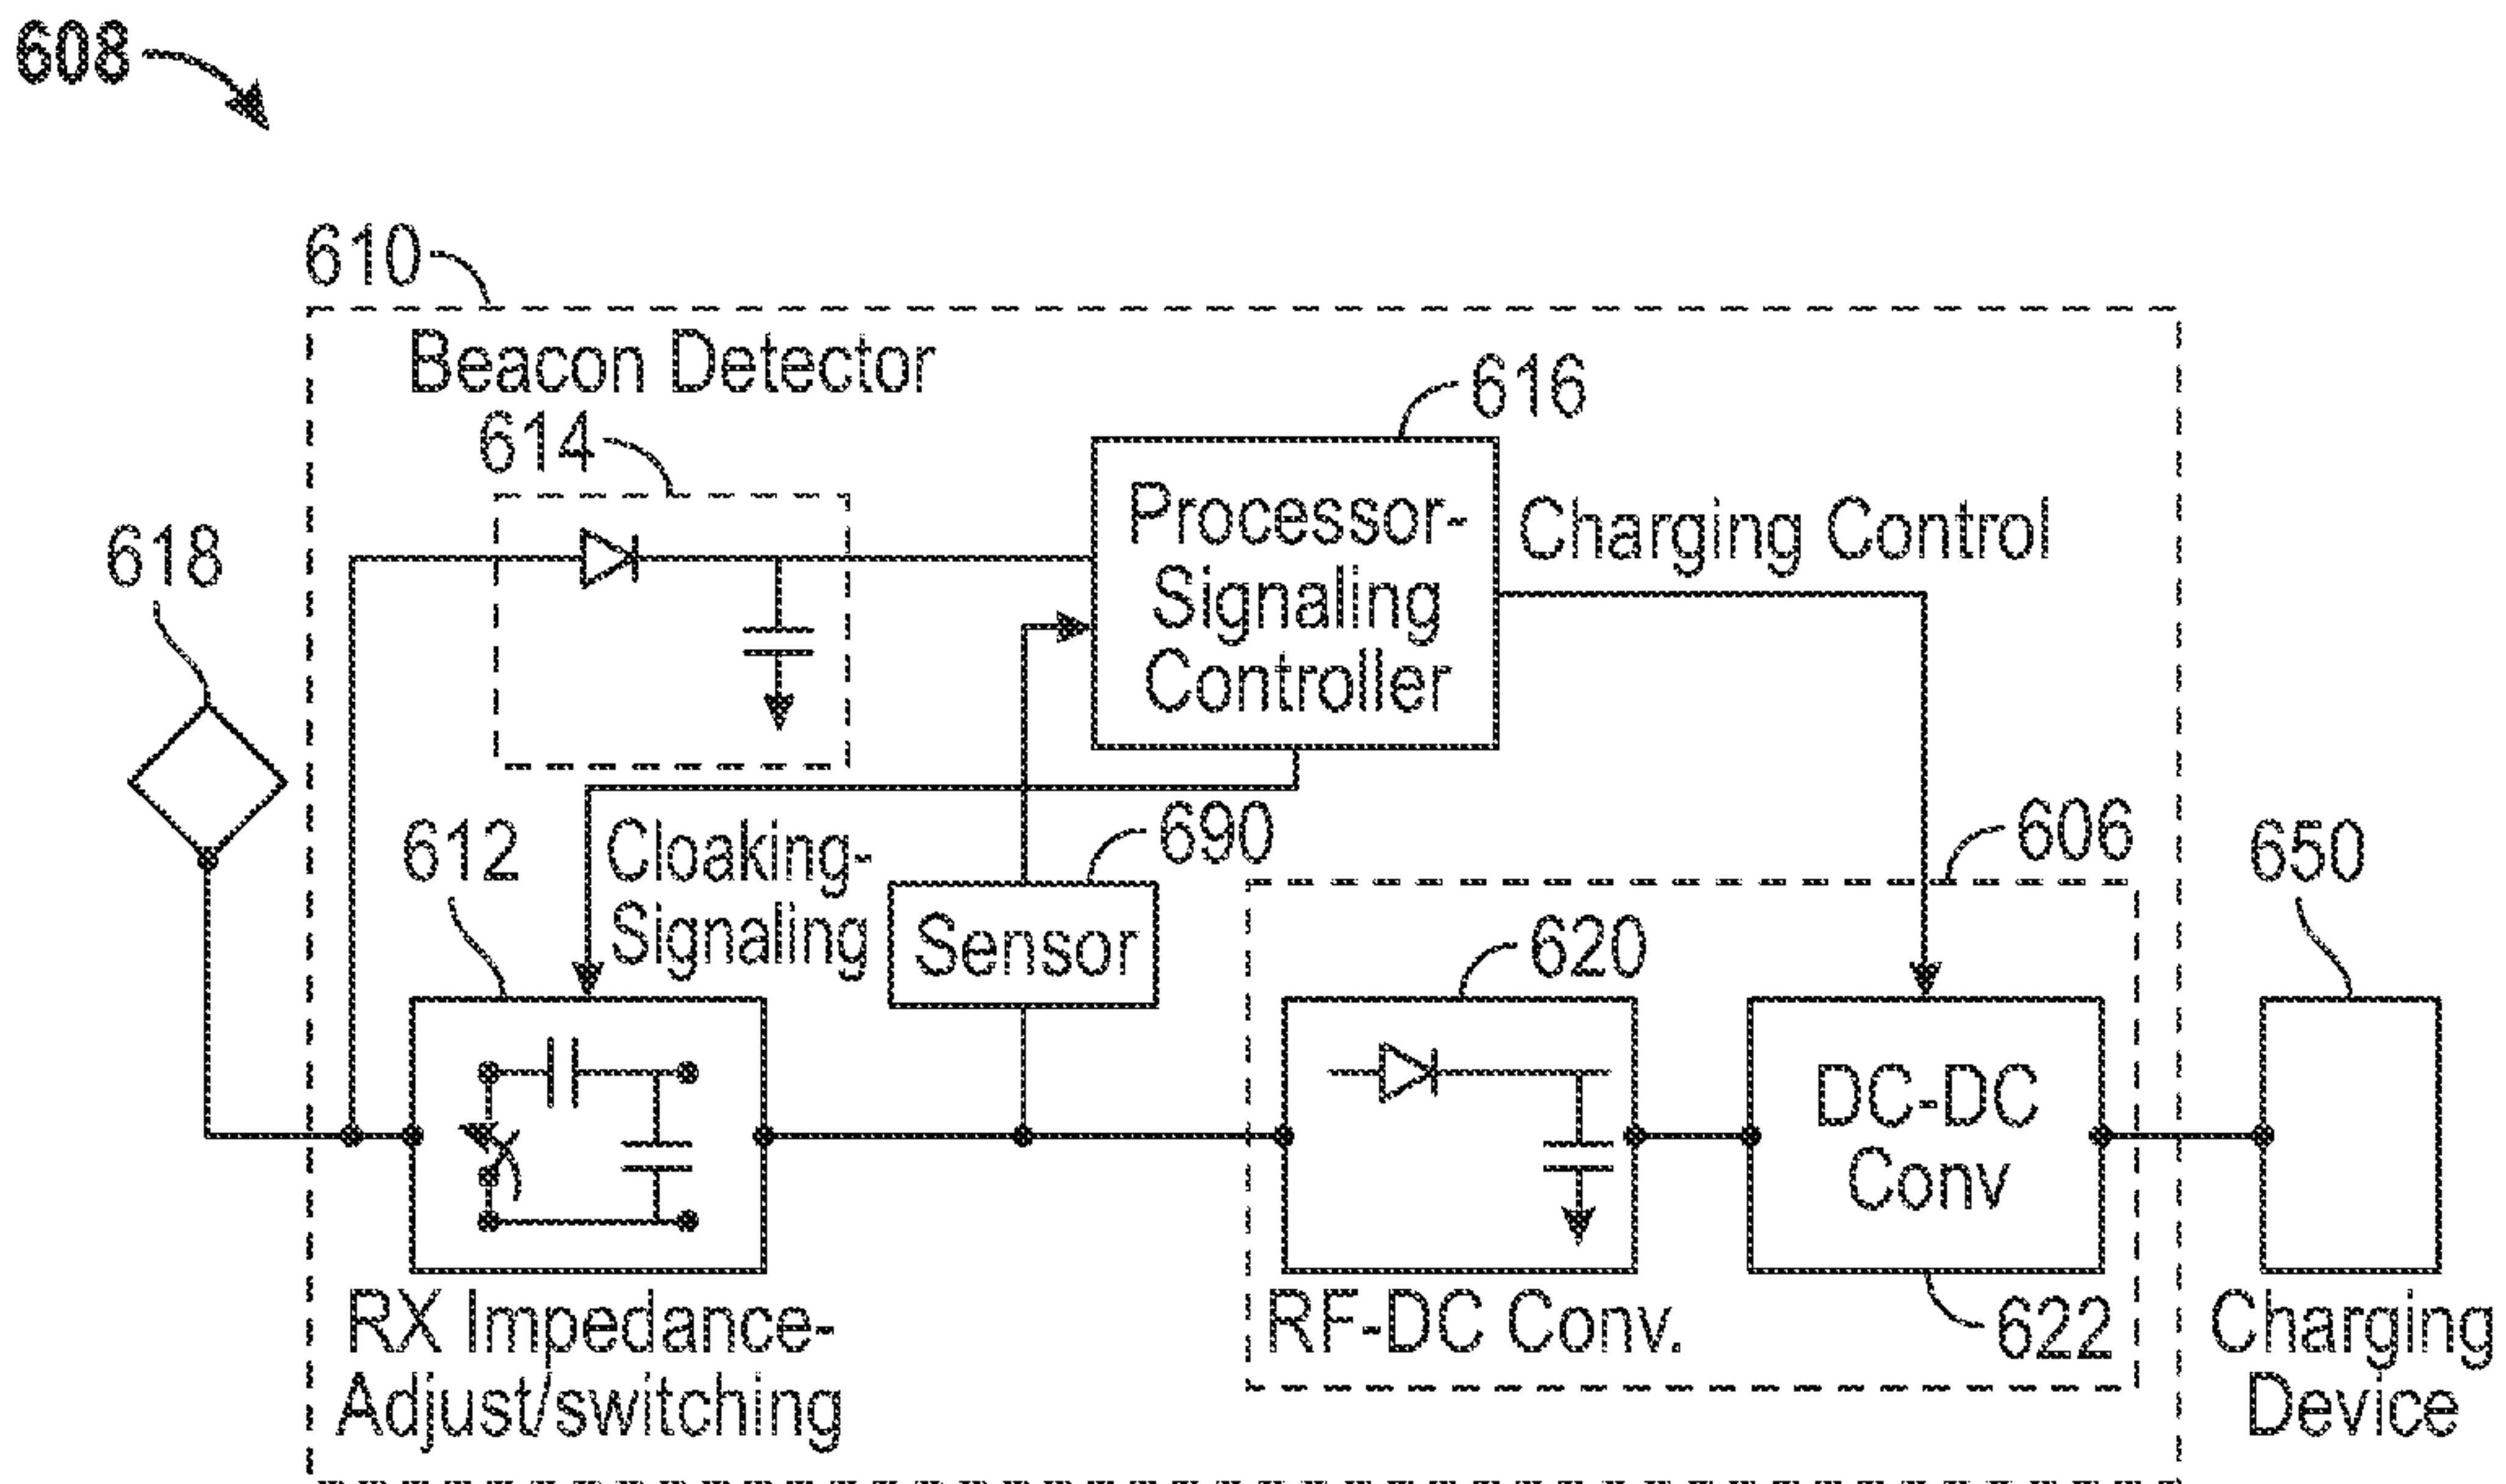 608
610
Beacon Detector
614
616
Processor-
Signaling
Controller
Charging Control
618
612
Cloaking-
Signaling
690
Sensor
606
650
620
DC-DC
Conv
RX Impedance-
Adjust/switching
RF-DC Conv.
622
Charging
Device